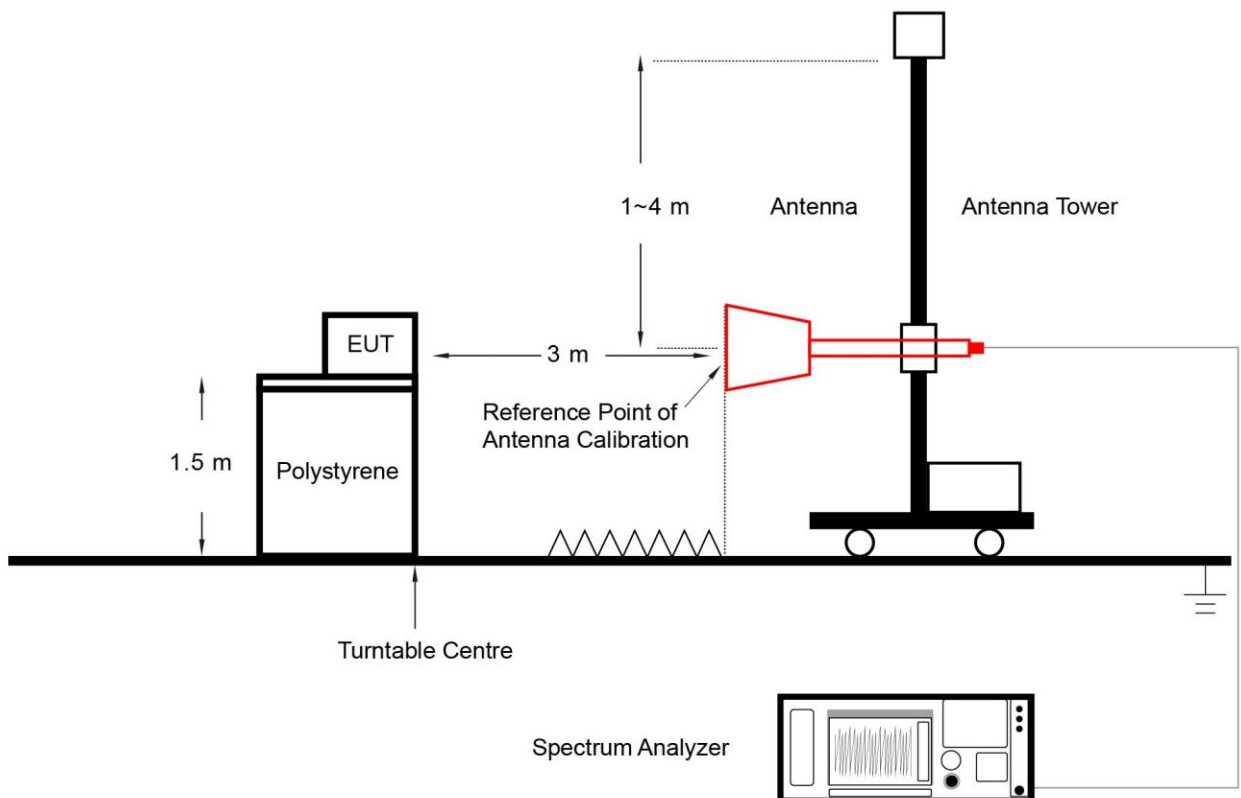 1~4 m
Antenna
Antenna Tower
EUT
3 m
Reference Point of
Antenna Calibration
1.5 m
Polystyrene
Turntable Centre
Spectrum Analyzer